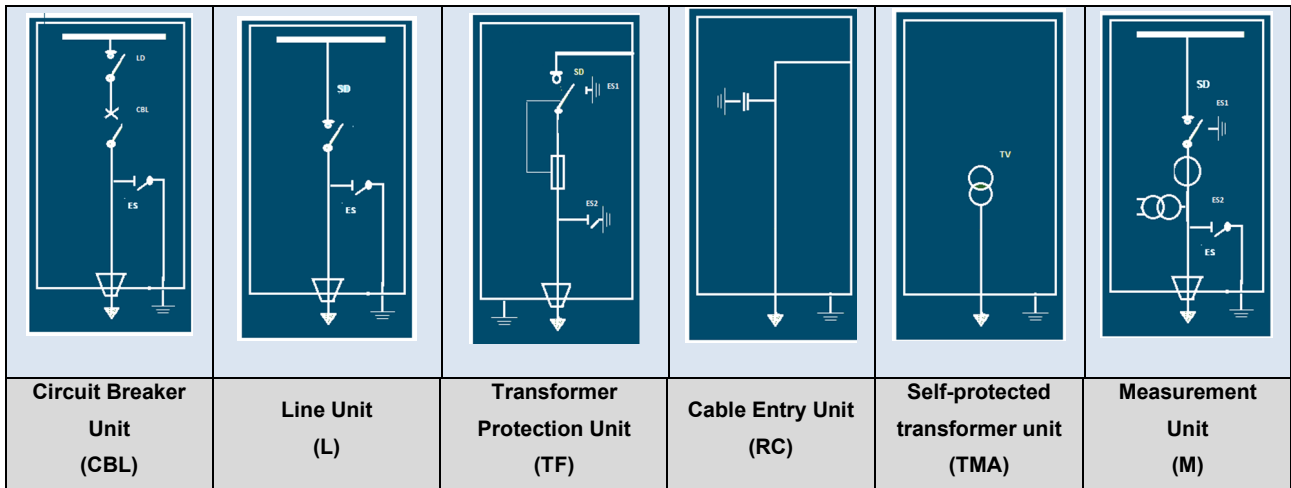 LD
CBL
ES
SD
ES
SD
ES1
ES2
TV
SD
ES1
ES2
ES
Circuit Breaker
Unit
(CBL)
Line Unit
(L)
Transformer
Protection Unit
(TF)
Cable Entry Unit
(RC)
Self-protected
transformer unit
(TMA)
Measurement
Unit
(M)